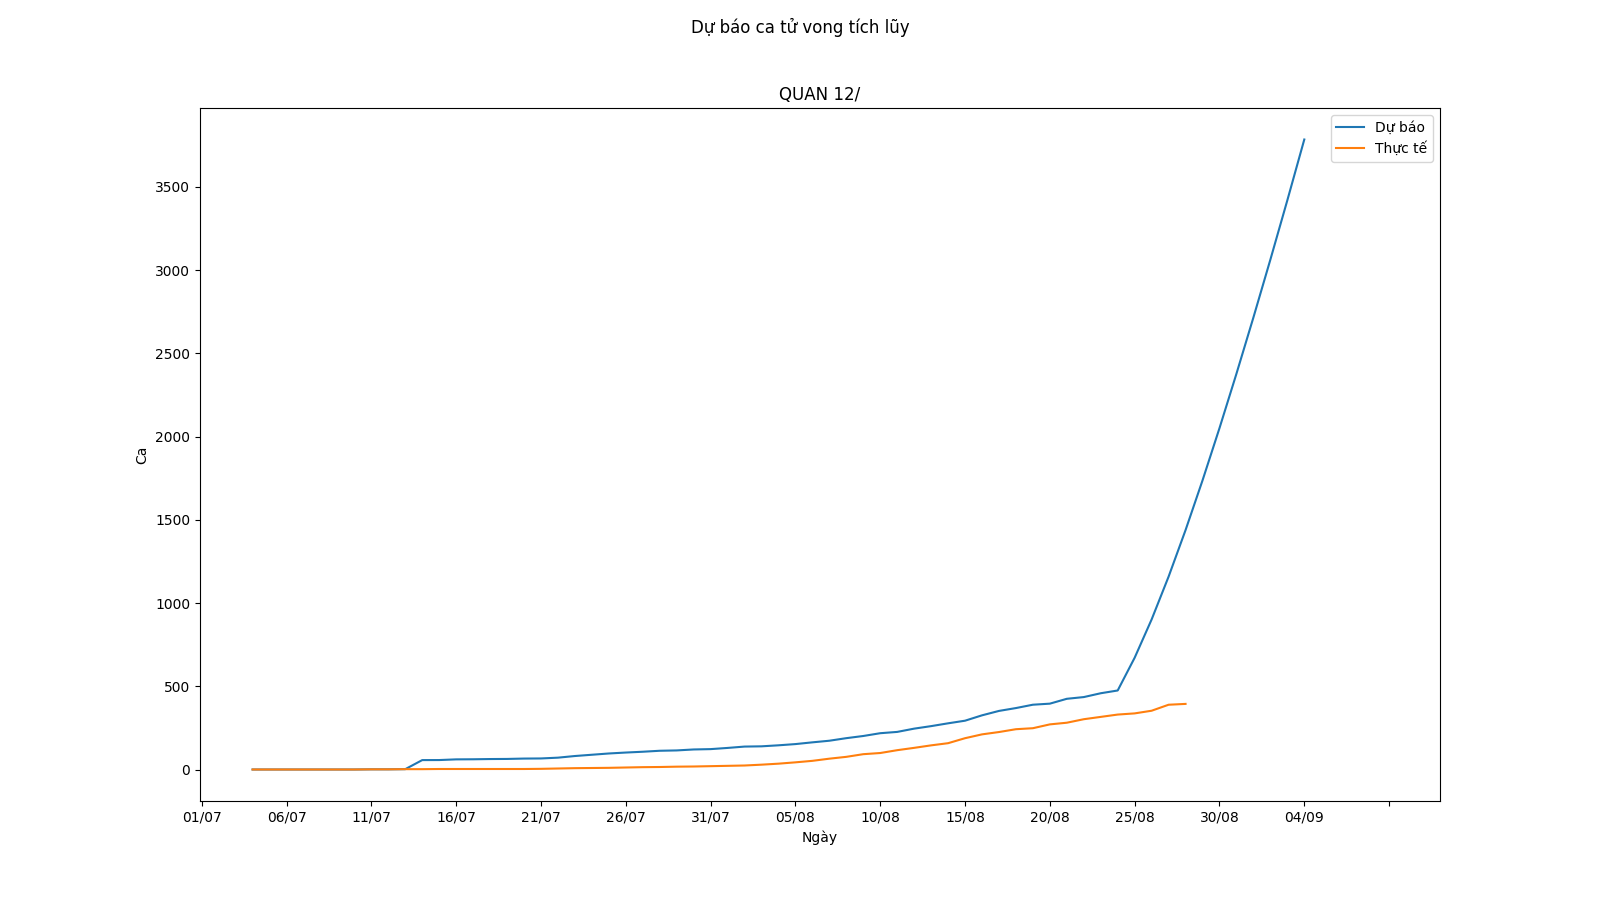 Dự báo ca tử vong tích lũy
QUAN 12/
Dự báo
Thực tế
3500
3000
2500
2000
1500
1000
500
0
Ca
01/07 06/07 11/07 16/07 21/07 26/07 31/07 05/08 10/08 15/08 20/08 25/08 30/08 04/09
Ngày